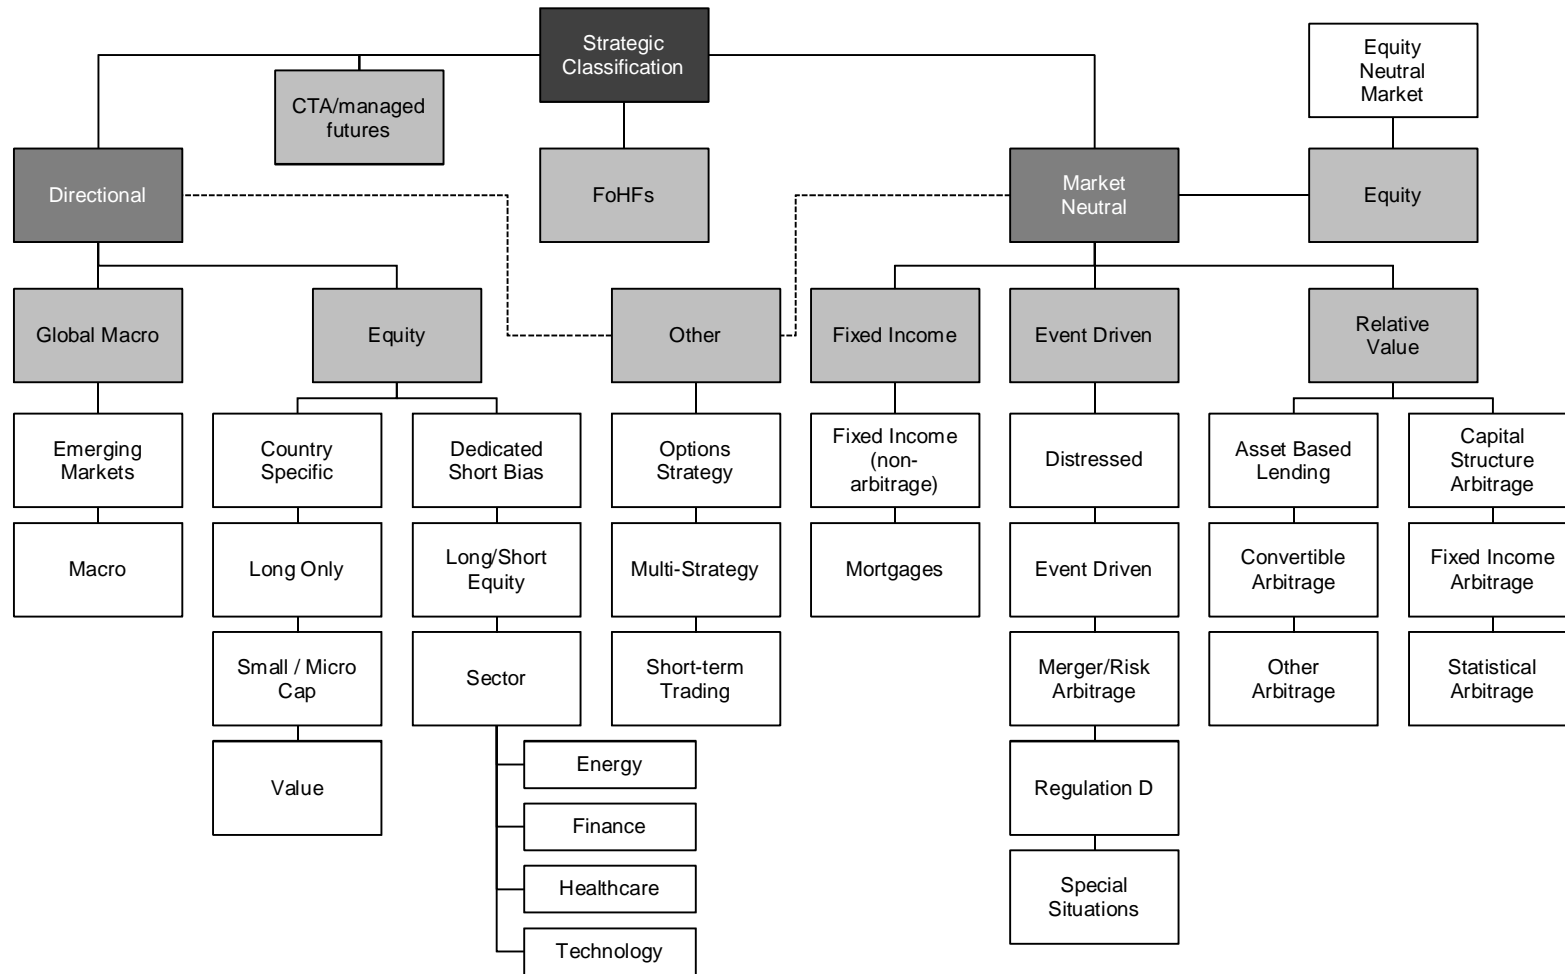 Strategic
Classification
Equity
Neutral
Market
CTA/managed
futures
Directional
FoHFs
Market
Neutral
Equity
Global Macro
Equity
Other
Fixed Income
Event Driven
Relative
Value
Emerging
Markets
Country
Specific
Dedicated
Short Bias
Options
Strategy
Fixed Income
(non-
arbitrage)
Distressed
Asset Based
Lending
Capital
Structure
Arbitrage
Macro
Long Only
Long/Short
Equity
Multi-Strategy
Mortgages
Event Driven
Convertible
Arbitrage
Fixed Income
Arbitrage
Small / Micro
Cap
Sector
Short-term
Trading
Merger/Risk
Arbitrage
Other
Arbitrage
Statistical
Arbitrage
Value
Energy
Regulation D
Finance
Healthcare
Special
Situations
Technology